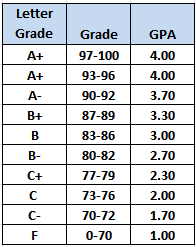 Letter Grade Grade GPA
A+ 97-100 4.00
A+ 93-96 4.00
A- 90-92 3.70
B+ 87-89 3.30
B 83-86 3.00
B- 80-82 2.70
C+ 77-79 2.30
C 73-76 2.00
C- 70-72 1.70
F 0-70 1.00